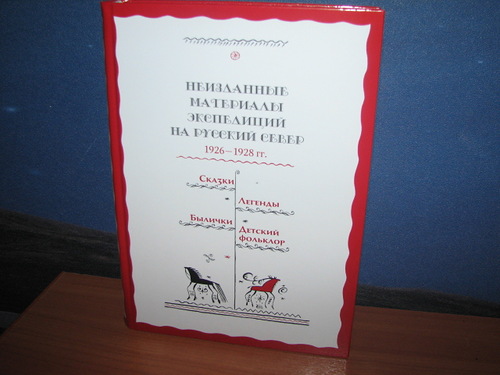 НЕИЗДАННЫЕ
МАТЕРИАЛЫ
ЭКСПЕДИЦИЙ
НА РУССКИЙ СЕВЕР
1926–1928 гг.
Сказки
Легенды
Былички
Детский
фольклор